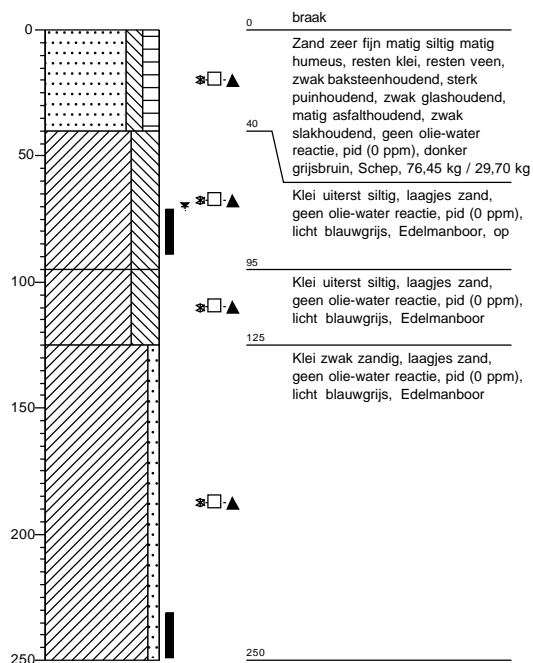 0
50
100
150
200
250
0
braak
Zand zeer fijn matig siltig matig
humeus, resten klei, resten veen,
zwak baksteenhoudend, sterk
puinhoudend, zwak glashoudend,
matig asfalthoudend, zwak
slakhoudend, geen olie-water
reactie, pid (0 ppm), donker
grijsbruin, Schep, 76,45 kg / 29,70 kg
40
Klei uiterst siltig, laagjes zand,
geen olie-water reactie, pid (0 ppm),
licht blauwgrijs, Edelmanboor, op
95
Klei uiterst siltig, laagjes zand,
geen olie-water reactie, pid (0 ppm),
licht blauwgrijs, Edelmanboor
125
Klei zwak zandig, laagjes zand,
geen olie-water reactie, pid (0 ppm),
licht blauwgrijs, Edelmanboor
250